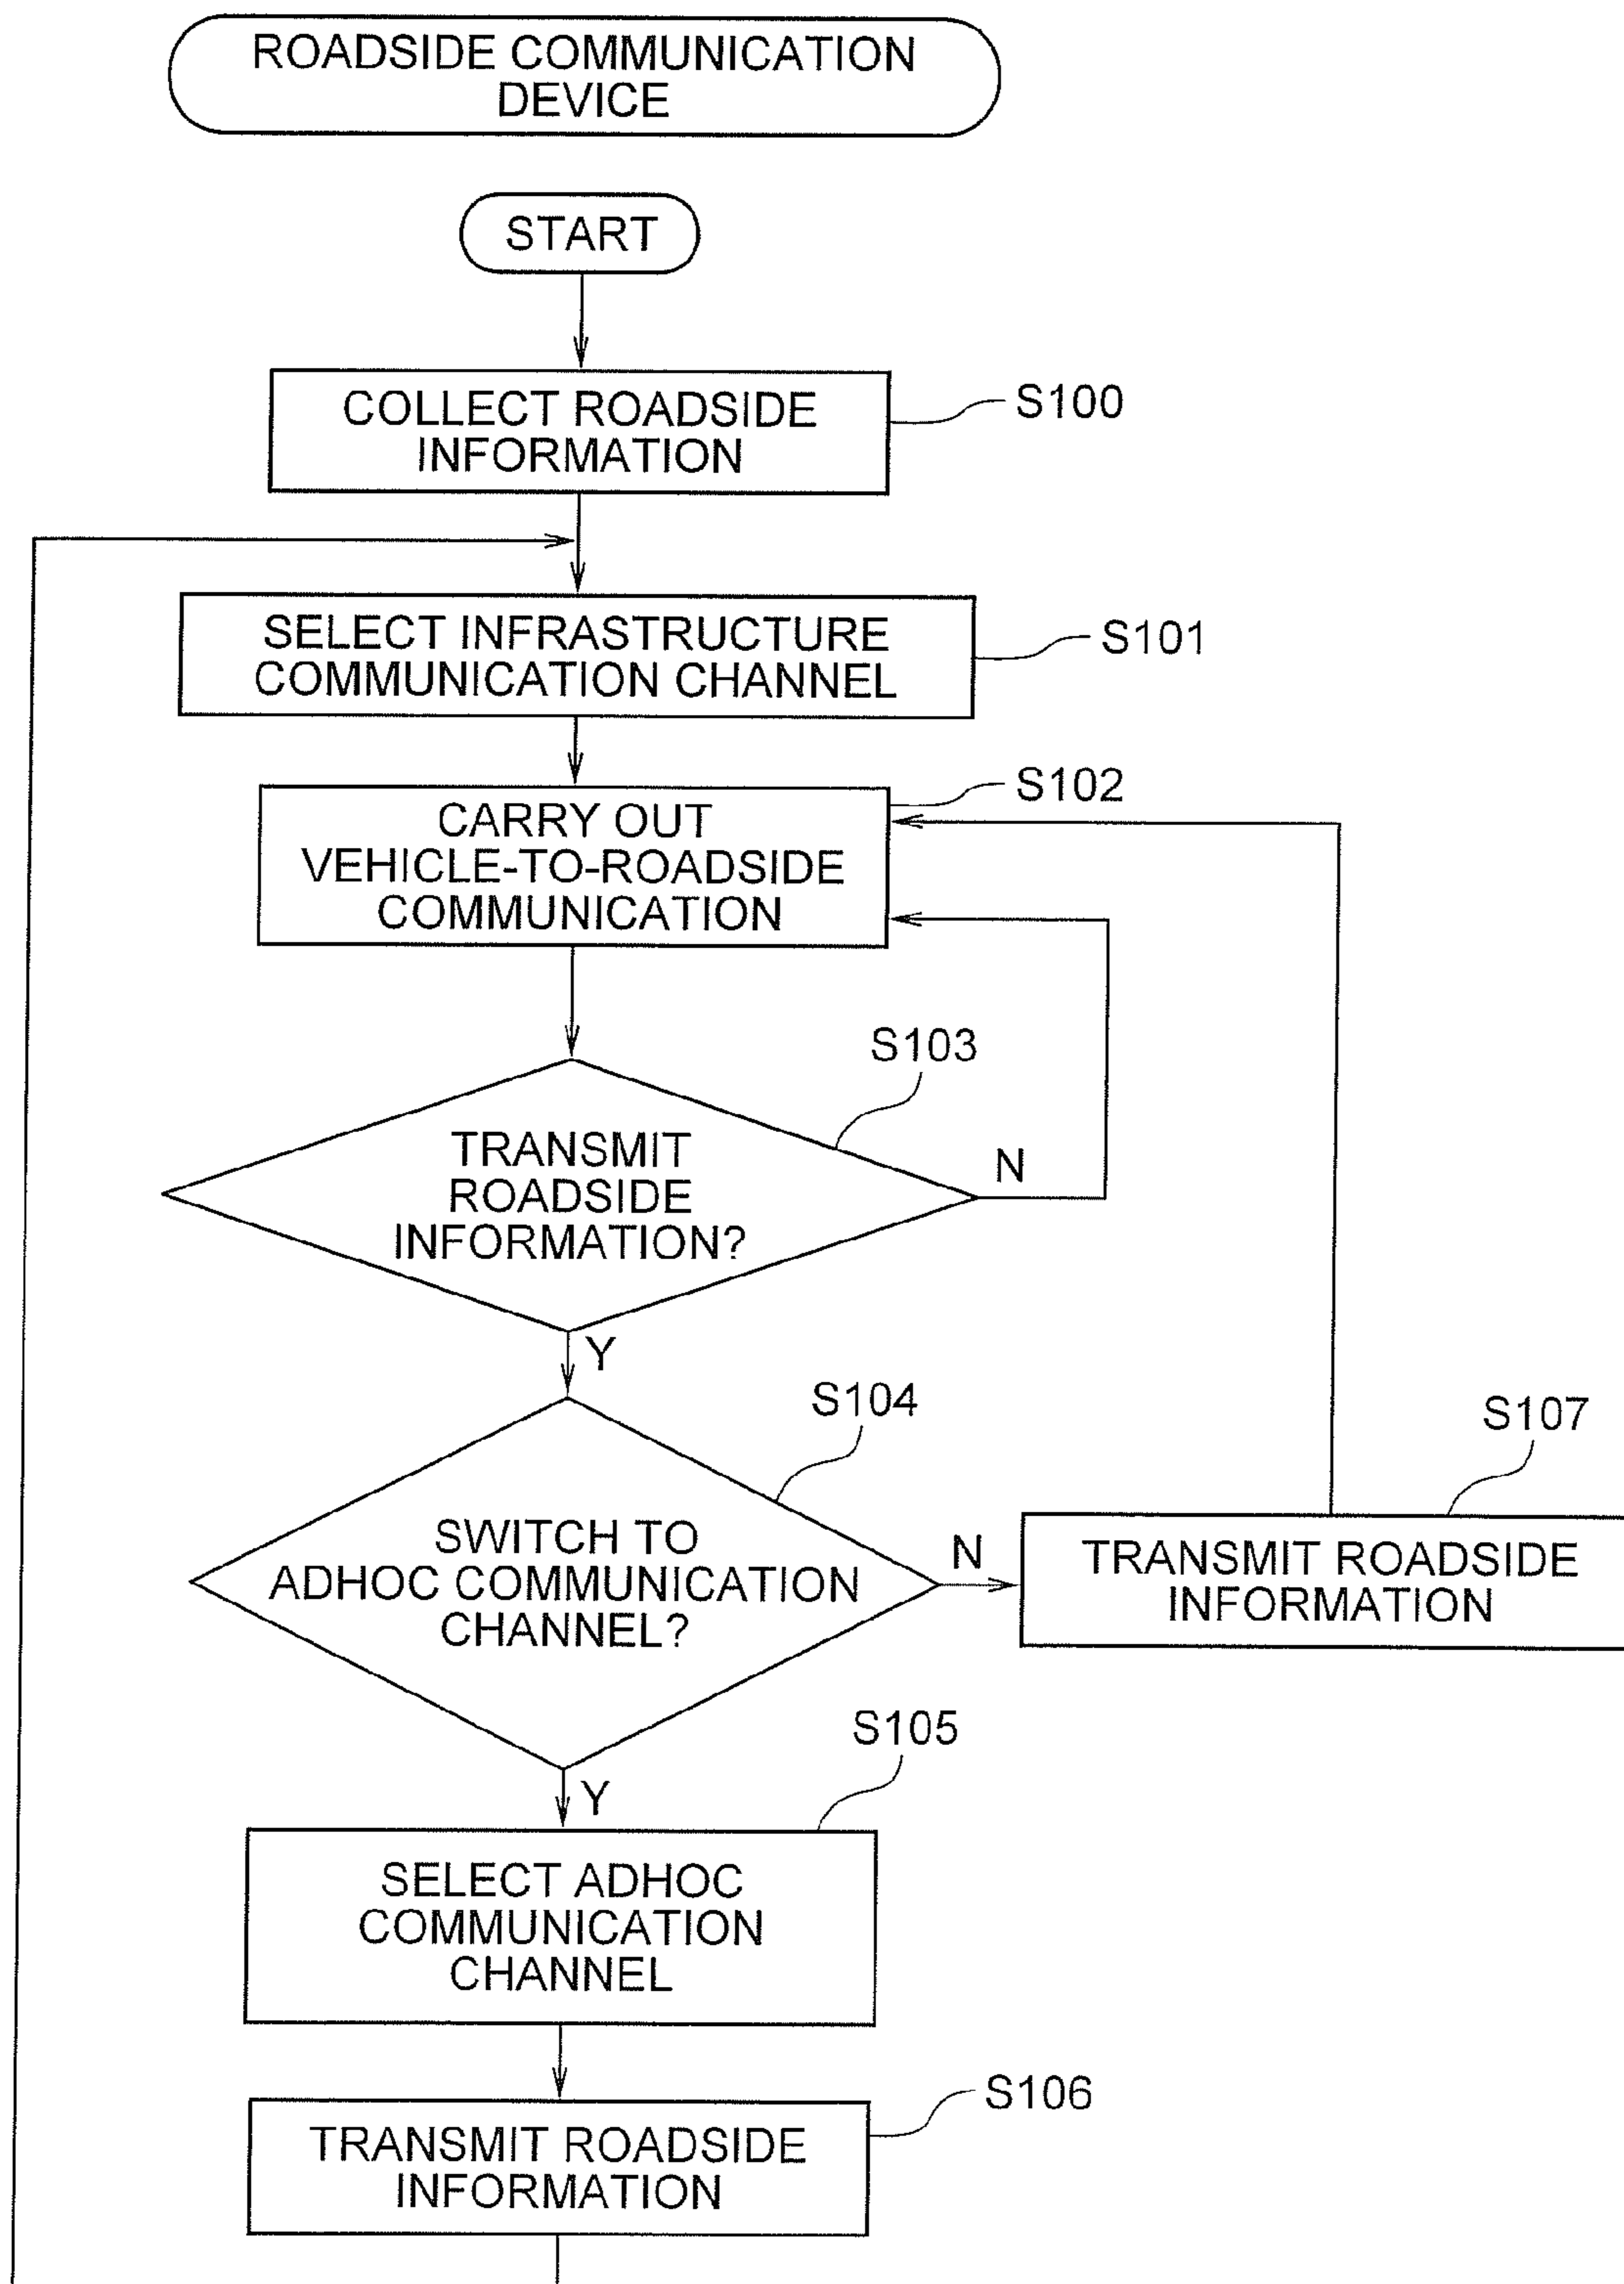 ROADSIDE COMMUNICATION
DEVICE
START
COLLECT ROADSIDE
INFORMATION
S100
SELECT INFRASTRUCTURE
COMMUNICATION CHANNEL
S101
CARRY OUT
VEHICLE-TO-ROADSIDE
COMMUNICATION
S102
S103
TRANSMIT
ROADSIDE
INFORMATION?
N
Y
S104
SWITCH TO
ADHOC COMMUNICATION
CHANNEL?
N
S107
TRANSMIT ROADSIDE
INFORMATION
Y
S105
SELECT ADHOC
COMMUNICATION
CHANNEL
S106
TRANSMIT ROADSIDE
INFORMATION